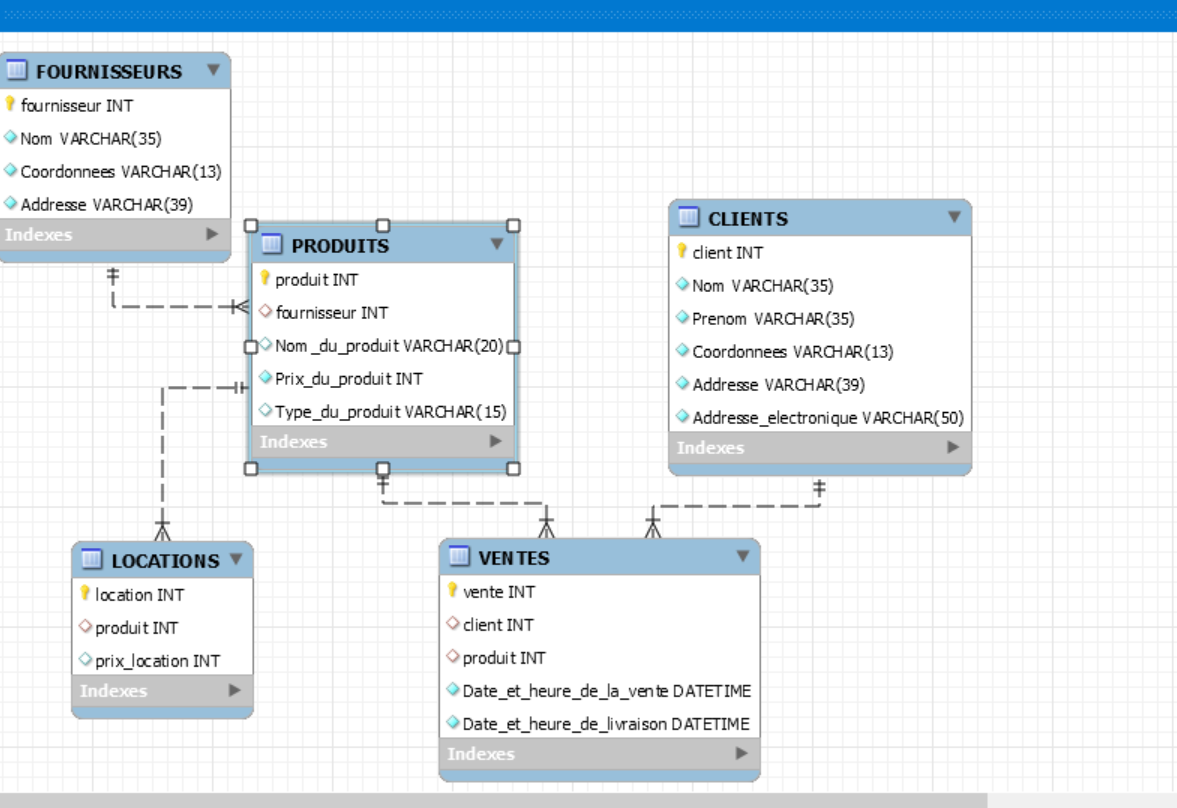 FOURNISSEURS
fournisseur INT
Nom VARCHAR(35)
Coordonnees VARCHAR(13)
Addresse VARCHAR(39)
Indexes
PRODUITS
produit INT
fournisseur INT
Nom _du_produit VARCHAR(20)
Prix_du_produit INT
Type_du_produit VARCHAR(15)
Indexes
CLIENTS
client INT
Nom VARCHAR(35)
Prenom VARCHAR(35)
Coordonnees VARCHAR(13)
Addresse VARCHAR(39)
Addresse_electronique VARCHAR(50)
Indexes
LOCATIONS
location INT
produit INT
prix_location INT
Indexes
VENTES
vente INT
client INT
produit INT
Date_et_heure_de_la_vente DATETIME
Date_et_heure_de_livraison DATETIME
Indexes